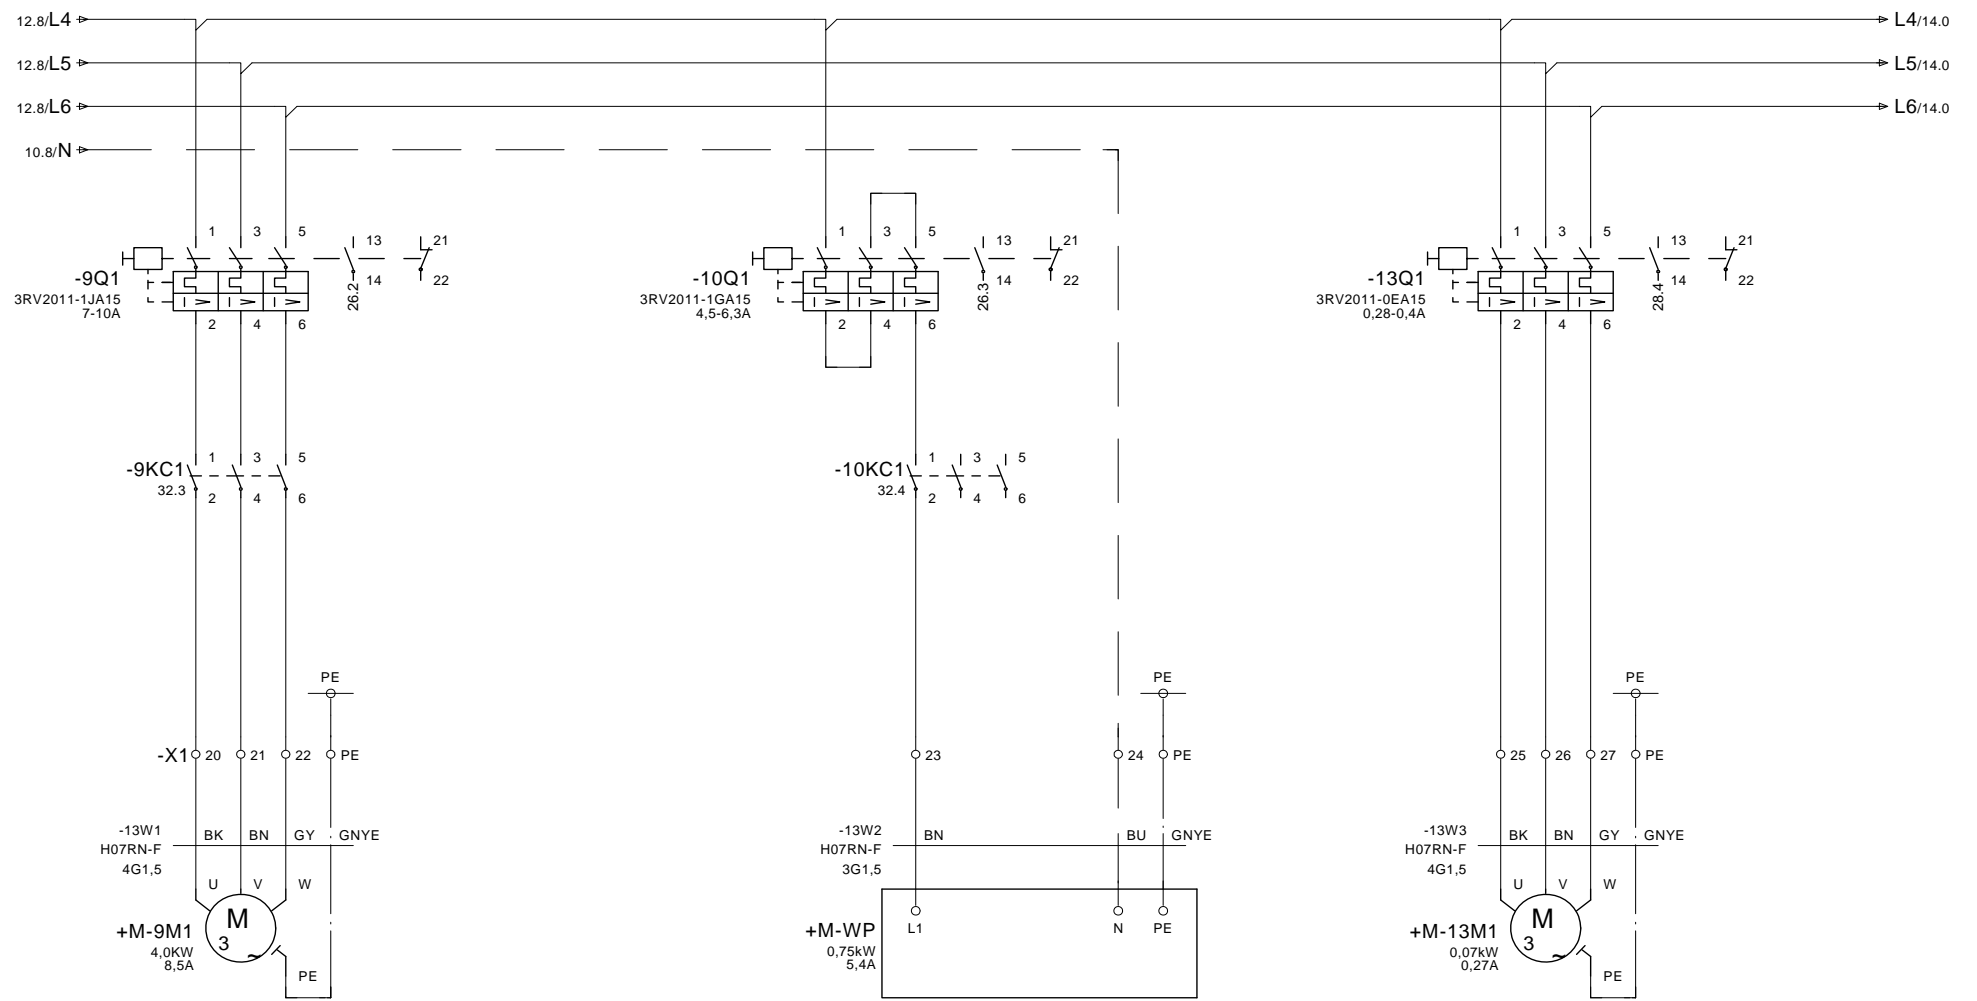 12.8/L4
L4/14.0
12.8/L5
L5/14.0
12.8/L6
L6/14.0
10.8/N
1 3 5 13 21
-9Q1
3RV2011-1JA15
7-10A
26.2
14 22
2 4 6
1 3 5 13 21
-10Q1
3RV2011-1GA15
4,5-6,3A
26.3
14 22
2 4 6
1 3 5 13 21
-13Q1
3RV2011-0EA15
0,28-0,4A
28.4
14 22
2 4 6
1 3 5
-9KC1
32.3
2 4 6
1 3 5
-10KC1
32.4
2 4 6
PE
PE
PE
-X1 20 21 22 PE
23 24 PE
25 26 27 PE
-13W1
H07RN-F
4G1,5
BK BN GY GNYE
-13W2
H07RN-F
3G1,5
BN BU GNYE
-13W3
H07RN-F
4G1,5
BK BN GY GNYE
U V W
M
3
~
+M-9M1
4,0KW
8,5A
PE
L1 N PE
+M-WP
0,75kW
5,4A
U V W
M
3
~
+M-13M1
0,07kW
0,27A
PE